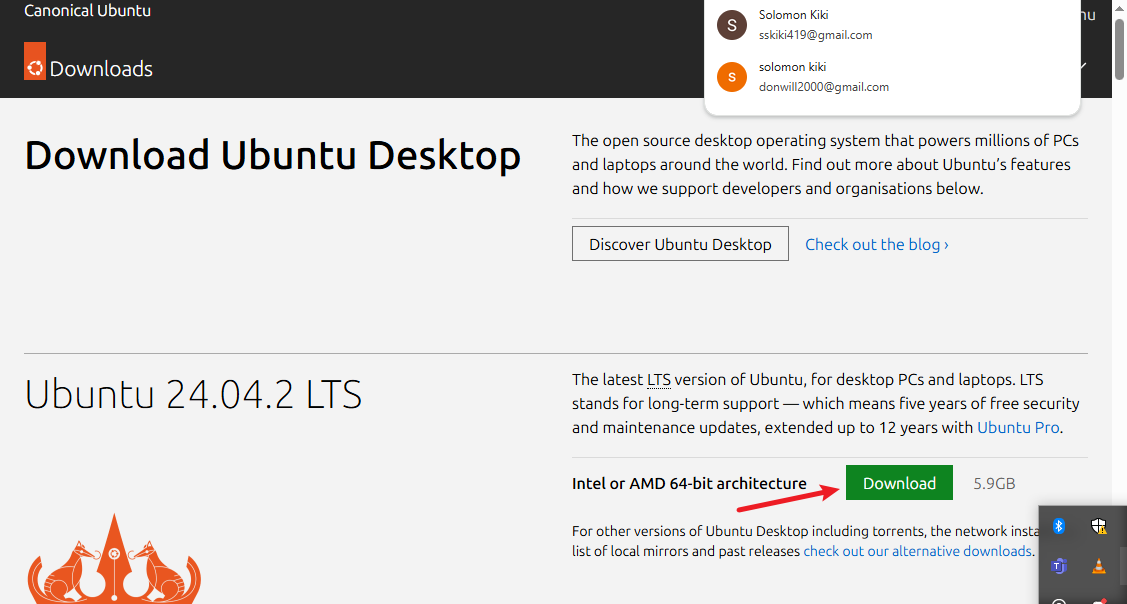 Canonical Ubuntu
Downloads
S
Solomon Kiki
sskiki419@gmail.com
s
solomon kiki
donwill2000@gmail.com
nu
Download Ubuntu Desktop
The open source desktop operating system that powers millions of PCs
and laptops around the world. Find out more about Ubuntu’s features
and how we support developers and organisations below.
Discover Ubuntu Desktop
Check out the blog ›
Ubuntu 24.04.2 LTS
The latest LTS version of Ubuntu, for desktop PCs and laptops. LTS
stands for long-term support — which means five years of free security
and maintenance updates, extended up to 12 years with Ubuntu Pro.
Intel or AMD 64-bit architecture
Download
5.9GB
For other versions of Ubuntu Desktop including torrents, the network insta
list of local mirrors and past releases check out our alternative downloads.